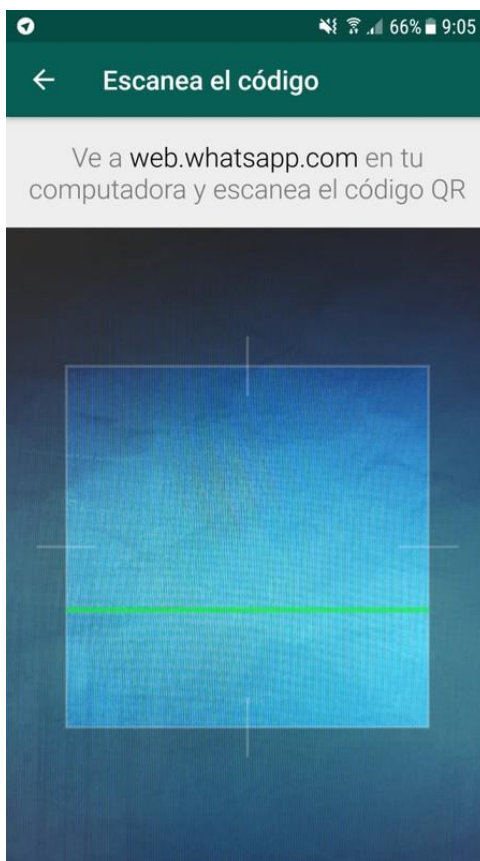 66% 9:05
Escanea el código
Ve a web.whatsapp.com en tu
computadora y escanea el código QR